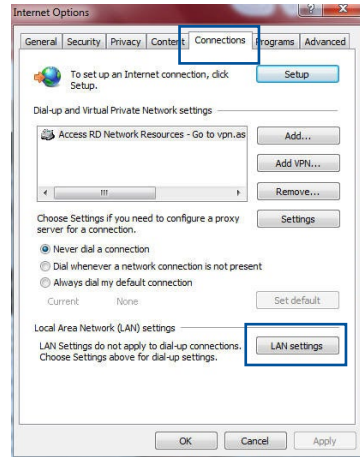 Internet Options
General Security Privacy Content Connections Programs Advanced
To set up an Internet connection, click
Setup.
Setup
Dial-up and Virtual Private Network settings
Access RD Network Resources - Go to vpn.as
Add...
Add VPN...
Remove...
Choose Settings if you need to configure a proxy
server for a connection.
Settings
Never dial a connection
Dial whenever a network connection is not present
Always dial my default connection
Current None
Set default
Local Area Network (LAN) settings
LAN Settings do not apply to dial-up connections.
Choose Settings above for dial-up settings.
LAN settings
OK Cancel Apply